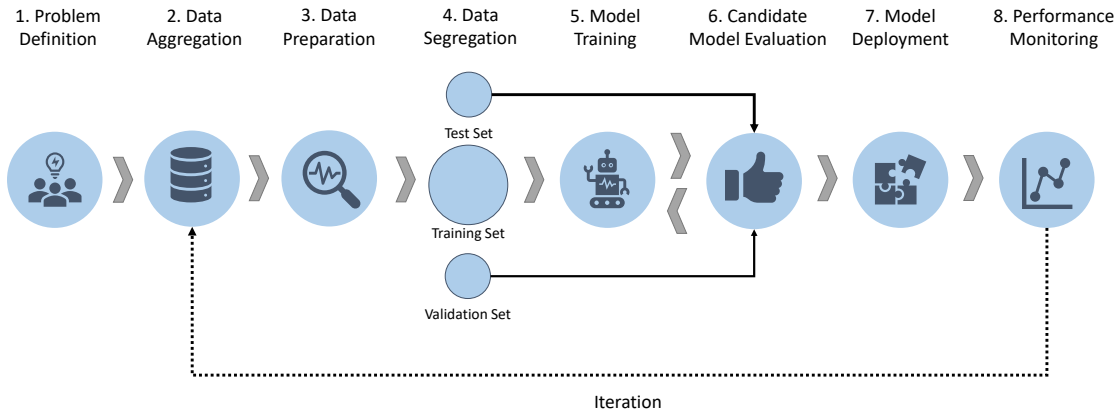 1. Problem
Definition
2. Data
Aggregation
3. Data
Preparation
4. Data
Segregation
5. Model
Training
6. Candidate
Model Evaluation
7. Model
Deployment
8. Performance
Monitoring
Test Set
Training Set
Validation Set
Iteration